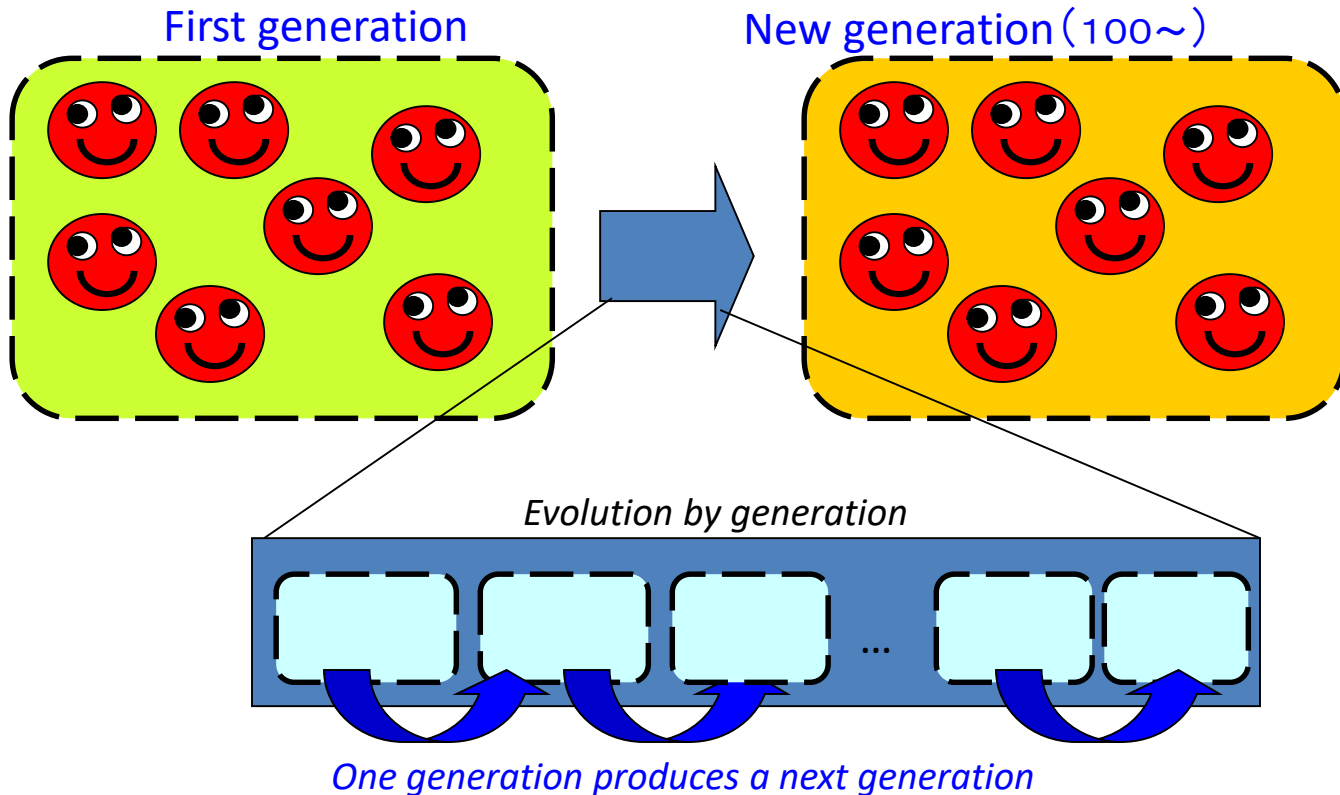 First generation
New generation（100～）
Evolution by generation
...
One generation produces a next generation